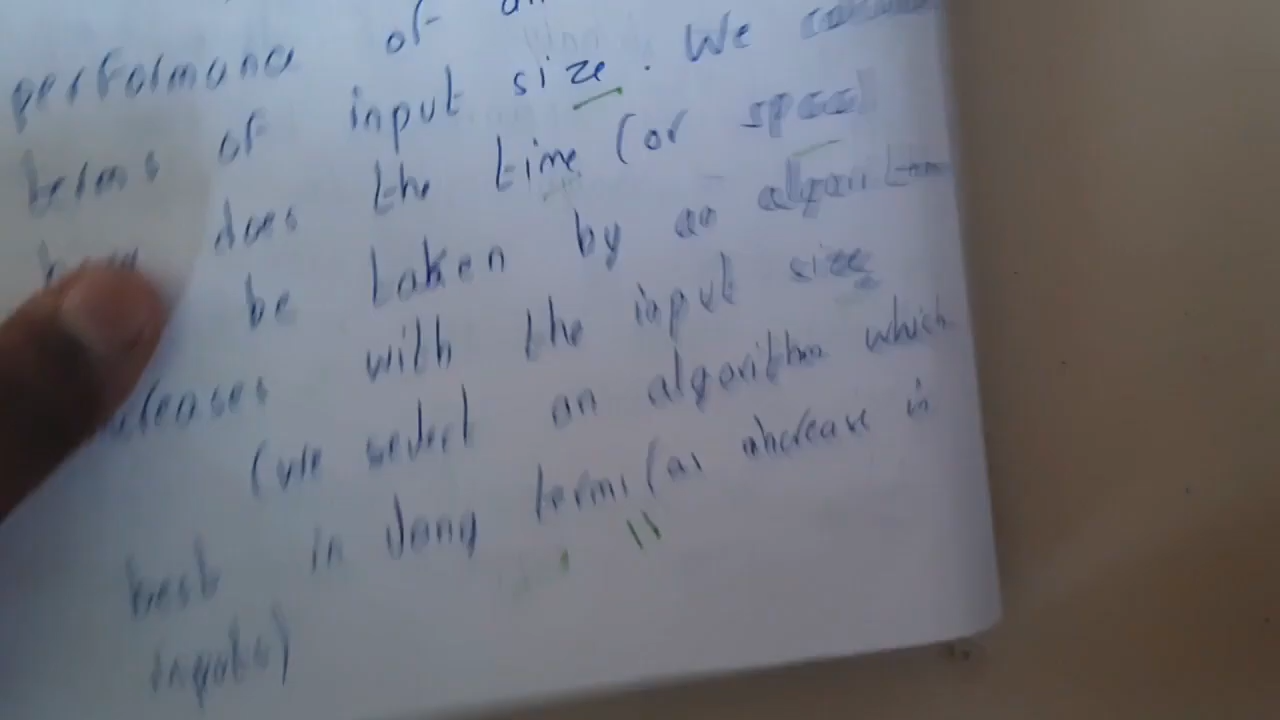 performance of an
terms of input size. We
does the time (or space)
be taken by an algorithm
with the input size
(we select an algorithm which
best in long terms (as increase in
inputs)